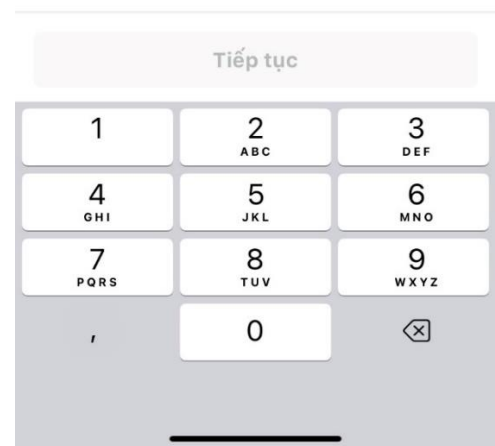 Tiếp tục
1 2 3
ABC DEF
4 5 6
GHI JKL MNO
7 8 9
PQRS TUV WXYZ
, 0